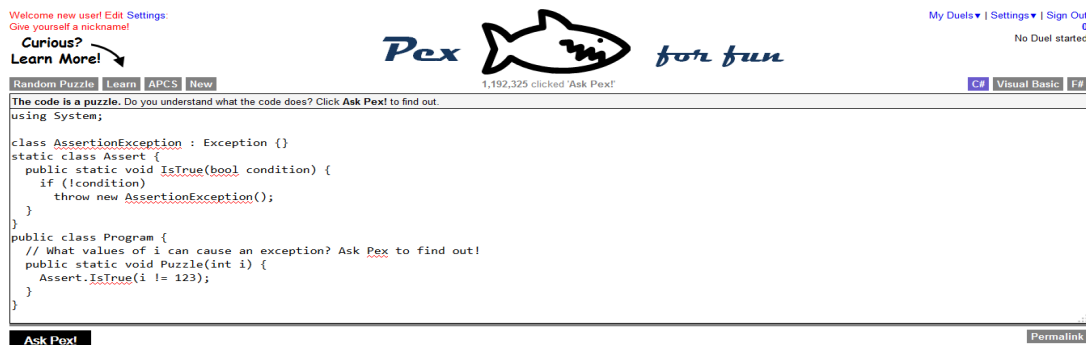 Welcome new user! Edit Settings:
Give yourself a nickname!
My Duels▾ | Settings▾ | Sign Out
0
No Duel started
Curious?
Learn More!
Pex for fun
1,192,325 clicked 'Ask Pex!'
Random Puzzle Learn APCS New
C# Visual Basic F#
The code is a puzzle. Do you understand what the code does? Click Ask Pex! to find out.
using System;
class AssertionException : Exception {}
static class Assert {
  public static void IsTrue(bool condition) {
    if (!condition)
      throw new AssertionException();
  }
}
public class Program {
  // What values of i can cause an exception? Ask Pex to find out!
  public static void Puzzle(int i) {
    Assert.IsTrue(i != 123);
  }
}
Ask Pex!
Permalink